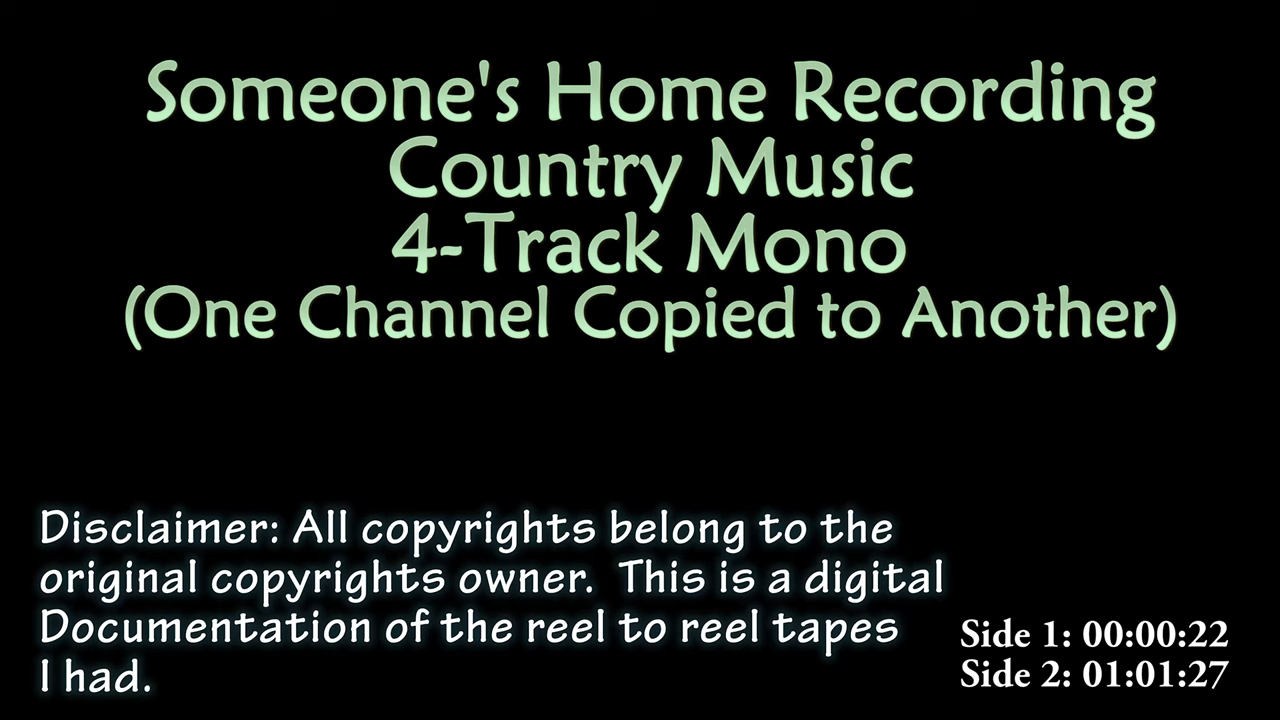 Someone's Home Recording
Country Music
4-Track Mono
(One Channel Copied to Another)
Disclaimer: All copyrights belong to the
original copyrights owner.  This is a digital
Documentation of the reel to reel tapes
I had.
Side 1: 00:00:22
Side 2: 01:01:27